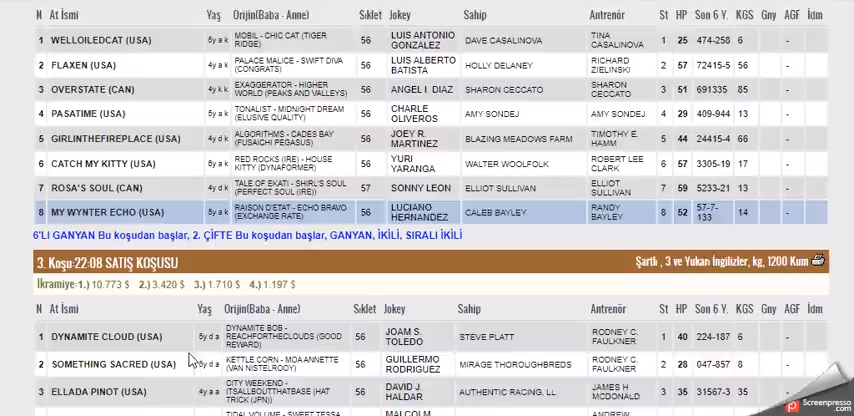 N At İsmi Yaş Orijin(Baba - Anne) Sıklet Jokey Sahip Antrenör St HP Son 6 Y. KGS Gny AGF İdm
1 WELLOILEDCAT (USA) 5y a k MOBIL - CHIC CAT (TIGER RIDGE) 56 LUIS ANTONIO GONZÁLEZ DAVE CASALINOVA TINA CASALINOVA 1 25 474-258 6 -
2 FLAXEN (USA) 4y a k PALACE MALICE - SWIFT DIVA (CONGRATS) 56 LUIS ALBERTO BATISTA HOLLY DELANEY RICHARD ZIELINSKI 2 57 72415-5 56 -
3 OVERSTATE (CAN) 4y k k EXAGGERATOR - HIGHER WORLD (PEAKS AND VALLEYS) 56 ANGEL I. DIAZ SHARON CECCATO SHARON CECCATO 3 51 691335 85 -
4 PASATIME (USA) 5y a k TONALIST - MIDNIGHT DREAM (ELUSIVE QUALITY) 56 CHARLE OLIVEROS AMY SENDEJ AMY SENDEJ 4 29 409-944 13 -
5 GIRLINTHEFIREPLACE (USA) 4y d k ALGORITHMS - CADES BAY (FUSAICHI PEGASUS) 56 JOEY R. MARTINEZ BLAZING MEADOWS FARM TIMOTHY E. HAMM 5 44 24415-4 66 -
6 CATCH MY KITTY (USA) 6y a k RED ROCKS (IRE) - HOUSE KITTY (DYNAFORMER) 56 YURI YARANGA WALTER WOOLFOLK ROBERT LEE CLARK 6 57 3305-19 17 -
7 ROSA'S SOUL (CAN) 4y d k TALE OF EKATI - SHIRL'S SOUL (PERFECT SOUL (IRE)) 57 SONNY LEON ELLIOT SULLIVAN ELLIOT SULLIVAN 7 59 5233-21 13 -
8 MY WYNTER ECHO (USA) 5y a k RAISON D'ETAT - ECHO BRAVO (EXCHANGE RATE) 56 LUCIANO HERNANDEZ CALEB BAYLEY RANDY BAYLEY 8 52 57-7-133 14 -
6'LI GANYAN Bu koşudan başlar, 2. ÇİFTE Bu koşudan başlar, GANYAN, İKİLİ, SIRALI İKİLİ
3. Koşu:22:08 SATIŞ KOŞUSU Şartlı , 3 ve Yukarı İngilizler, kg, 1200 Kum
İkramiye:1.) 10.773 $ 2.) 3.420 $ 3.) 1.710 $ 4.) 1.197 $
N At İsmi Yaş Orijin(Baba - Anne) Sıklet Jokey Sahip Antrenör St HP Son 6 Y. KGS Gny AGF İdm
1 DYNAMITE CLOUD (USA) 5y d a DYNAMITE BOB - REACHFORTHECLOUDS (GOOD REWARD) 56 JOAM S. TOLEDO STEVE PLATT RODNEY C. FAULKNER 1 40 224-187 6 -
2 SOMETHING SACRED (USA) y d a KETTLE CORN - MOAANNETTE (VAN NISTELROOY) 56 GUILLERMO RODRIGUEZ MIRAGE THOROUGHBREDS RODNEY C. FAULKNER 2 28 047-857 8 -
3 ELLADA PINOT (USA) 4y a a CITY WEEKEND - ITSALLBOUTTHATBASE (HAT TRICK (JPN)) 56 DAVID J. HALDAR AUTHENTIC RACING, LL JAMES H MCDONALD 3 35 31567-3 35
TIDAL VOLUME - SWEET TESSA MALCOLM ANDREW
Screenpresso
.com